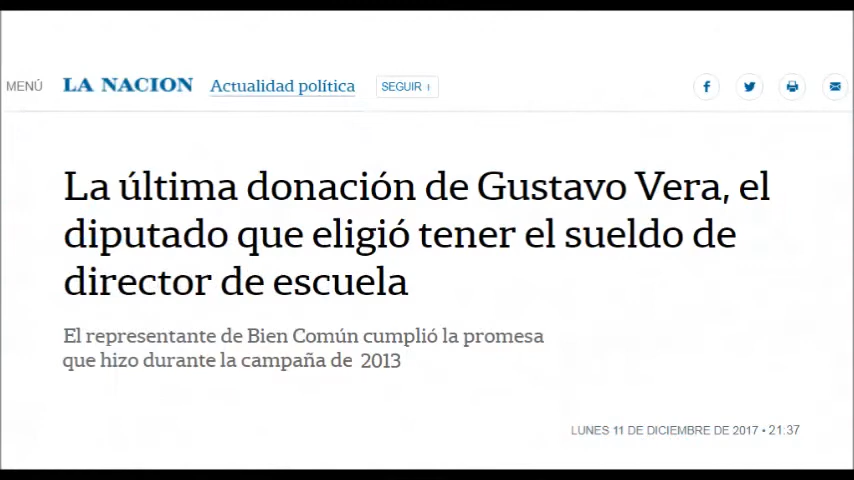 MENÚ LA NACION Actualidad política SEGUIR
La última donación de Gustavo Vera, el
diputado que eligió tener el sueldo de
director de escuela
El representante de Bien Común cumplió la promesa
que hizo durante la campaña de 2013
LUNES 11 DE DICIEMBRE DE 2017 • 21:37